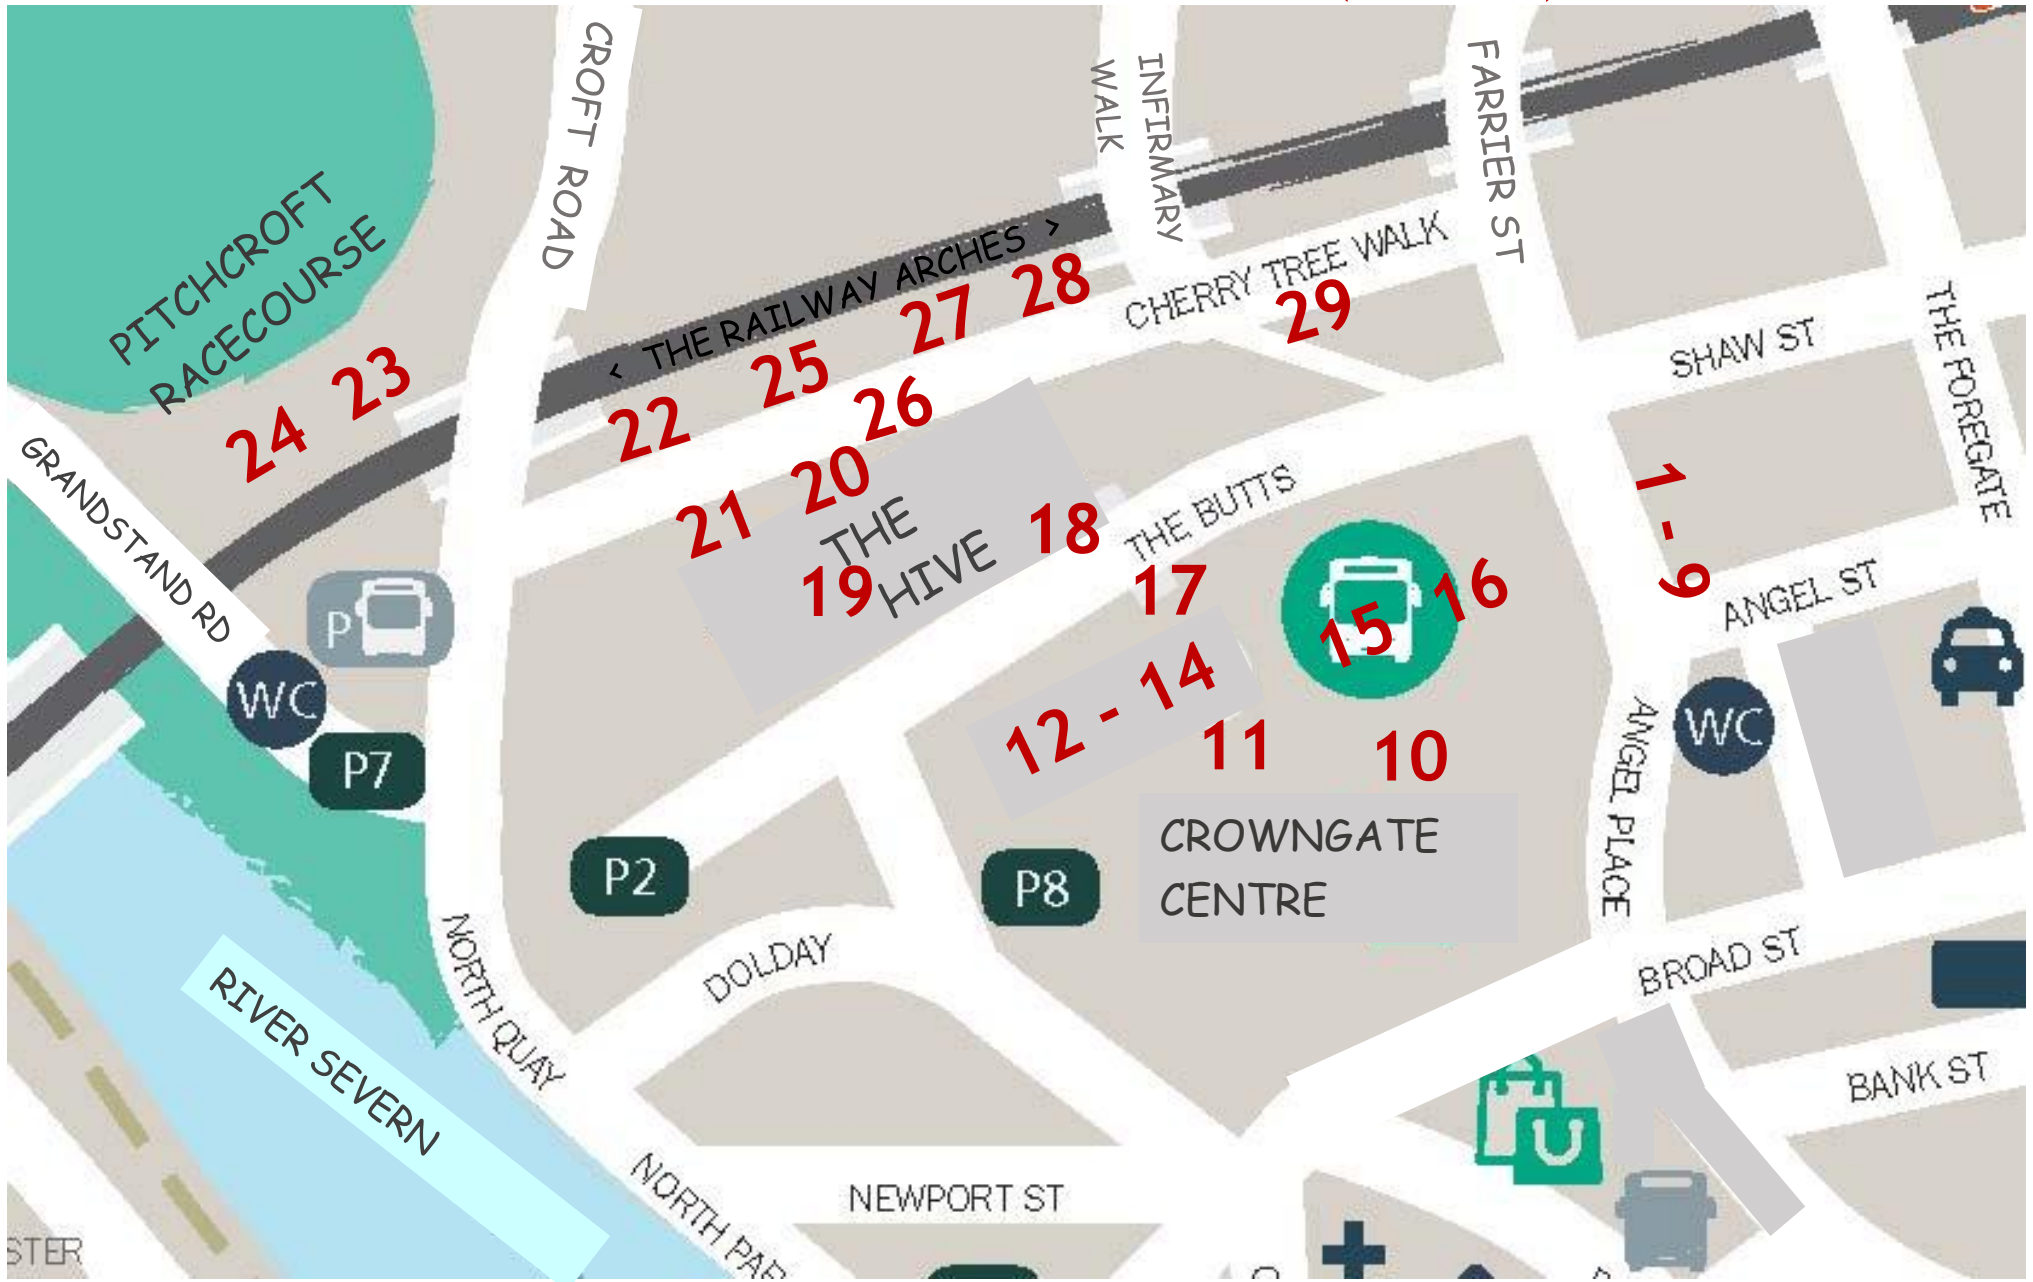 CROFT ROAD
INFIRMARY
WALK
FARRIER ST
PITCHCROFT
RACECOURSE
< THE RAILWAY ARCHES >
CHERRY TREE WALK
THE FOREGATE
SHAW ST
28
27
29
25
26
22
23
24
20
21
GRANDSTAND RD
THE
HIVE
18
19
THE BUTTS
17
16
15
1 - 9
ANGEL ST
P
WC
P7
12 - 14
11
10
ANGEL PLACE
WC
P2
P8
CROWNGATE
CENTRE
NORTH QUAY
DOLDAY
BROAD ST
RIVER SEVERN
BANK ST
NORTH PAR
NEWPORT ST
STER